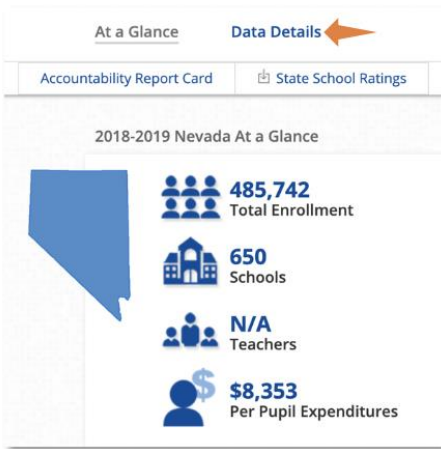 At a Glance Data Details
Accountability Report Card State School Ratings
2018-2019 Nevada At a Glance
485,742
Total Enrollment
650
Schools
N/A
Teachers
$
$8,353
Per Pupil Expenditures